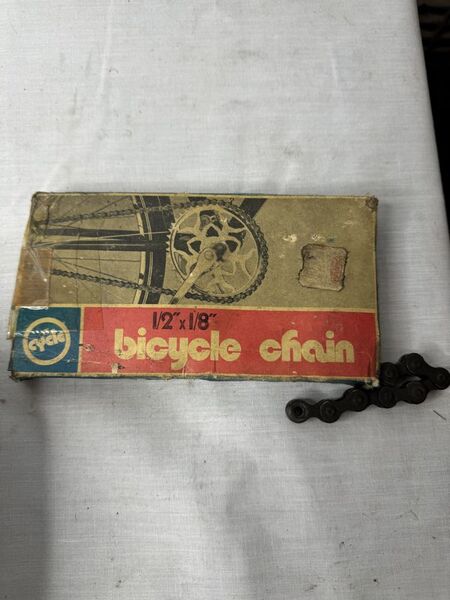 1/2" x 1/8"
cycle bicycle chain